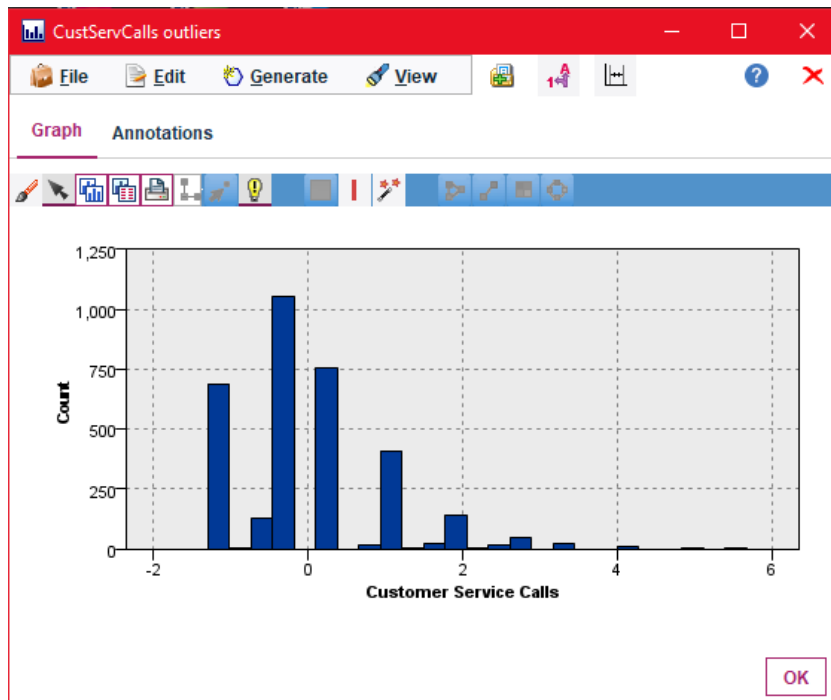 CustServCalls outliers
File Edit Generate View
Graph Annotations
1,250
1,000
750
500
250
0
Count
-2 0 2 4 6
Customer Service Calls
OK